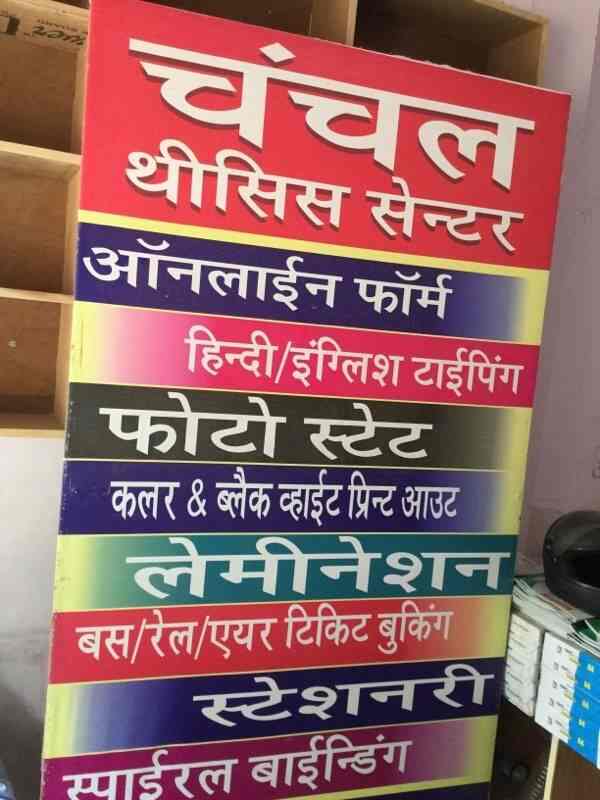 चंचल
थीसिस सेन्टर
ऑनलाईन फॉर्म
हिन्दी/इंग्लिश टाईपिंग
फोटो स्टेट
कलर & ब्लैक व्हाईट प्रिन्ट आउट
लेमीनेशन
बस/रेल/एयर टिकिट बुकिंग
स्टेशनरी
स्पाईरल बाईन्डिंग